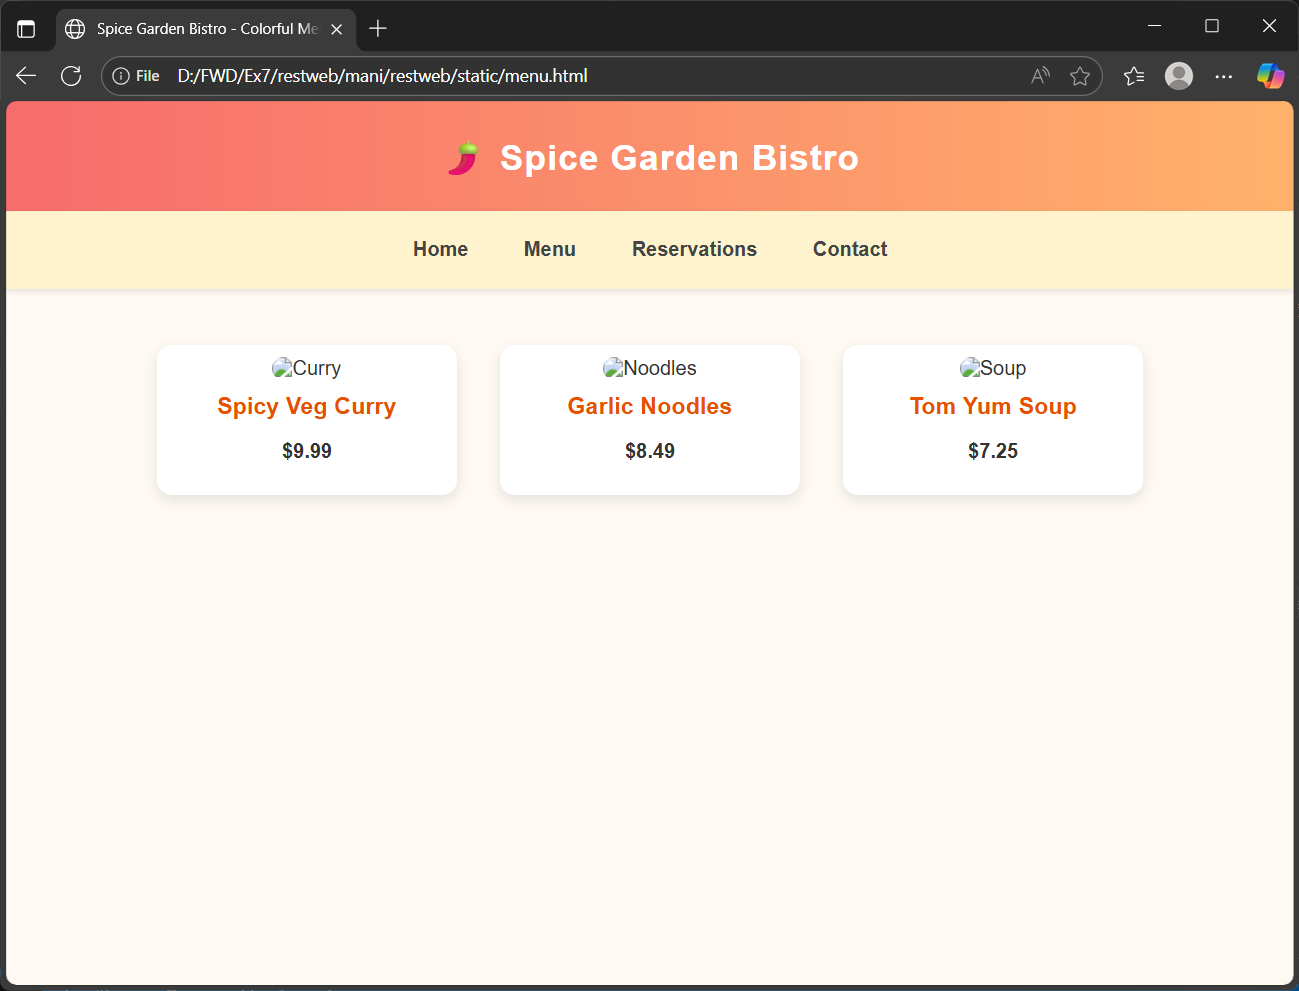 Spice Garden Bistro - Colorful Me
File D:/FWD/Ex7/restweb/mani/restweb/static/menu.html
🌶️ Spice Garden Bistro
Home Menu Reservations Contact
Curry
Spicy Veg Curry
$9.99
Noodles
Garlic Noodles
$8.49
Soup
Tom Yum Soup
$7.25